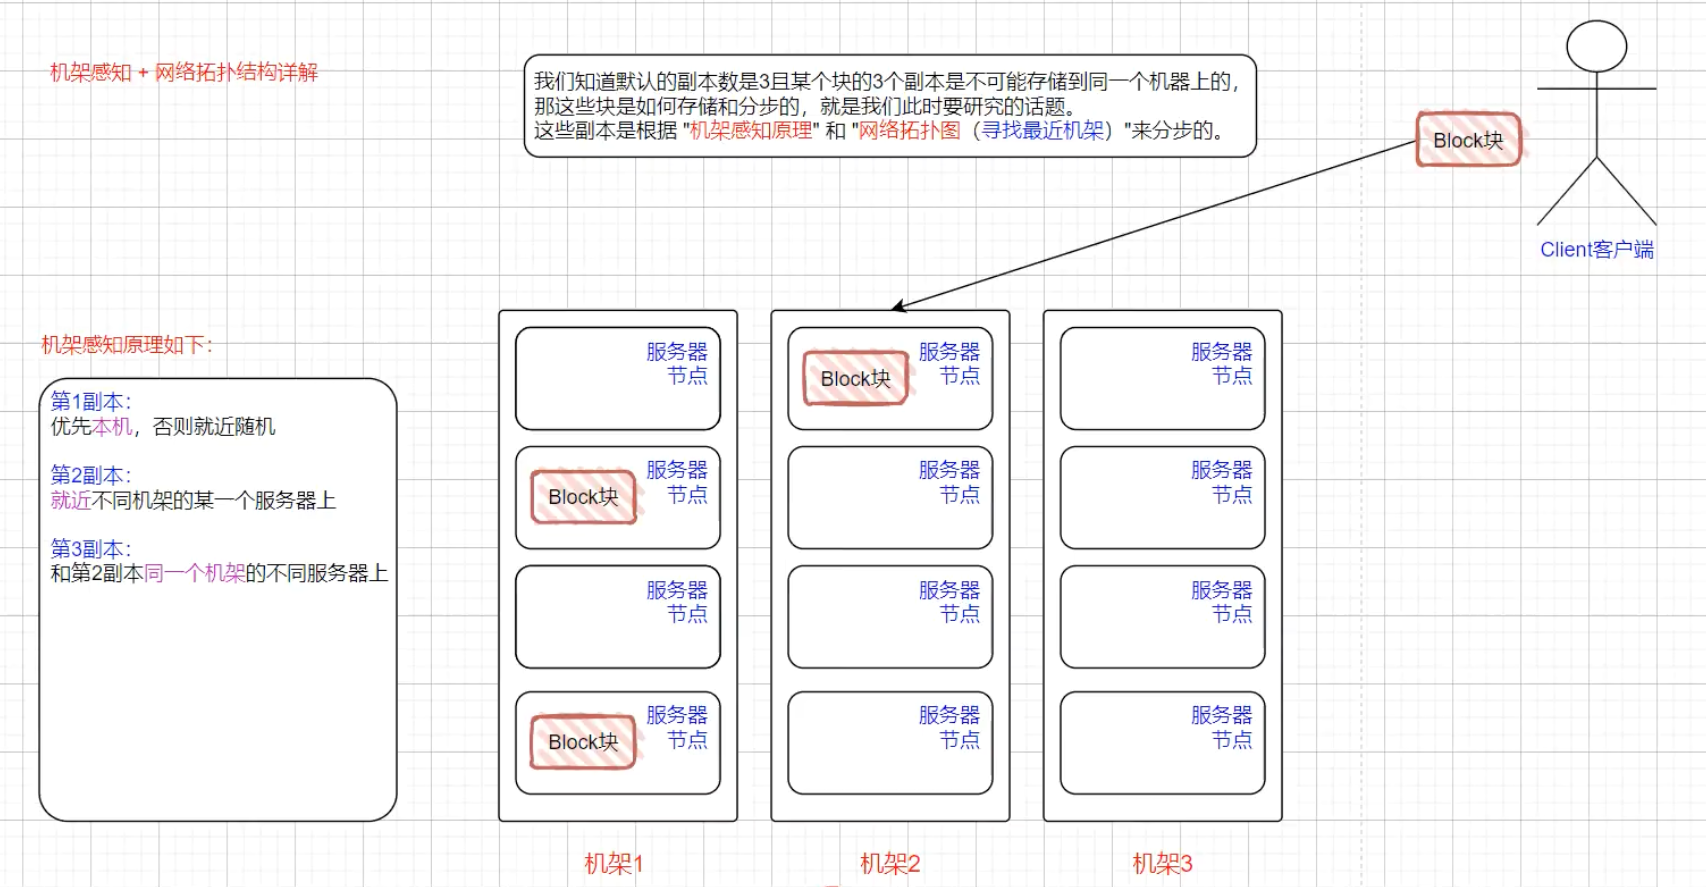 机架感知 + 网络拓扑结构详解
我们知道默认的副本数是3且某个块的3个副本是不可能存储到同一个机器上的,
那这些块是如何存储和分步的，就是我们此时要研究的话题。
这些副本是根据 "机架感知原理" 和 "网络拓扑图（寻找最近机架）"来分步的。
Block块
Client客户端
机架感知原理如下：
第1副本：
优先本机，否则就近随机
第2副本：
就近不同机架的某一个服务器上
第3副本：
和第2副本同一个机架的不同服务器上
服务器
节点
Block块
服务器
节点
服务器
节点
Block块
服务器
节点
机架1
Block块
服务器
节点
服务器
节点
服务器
节点
服务器
节点
机架2
服务器
节点
服务器
节点
服务器
节点
服务器
节点
机架3